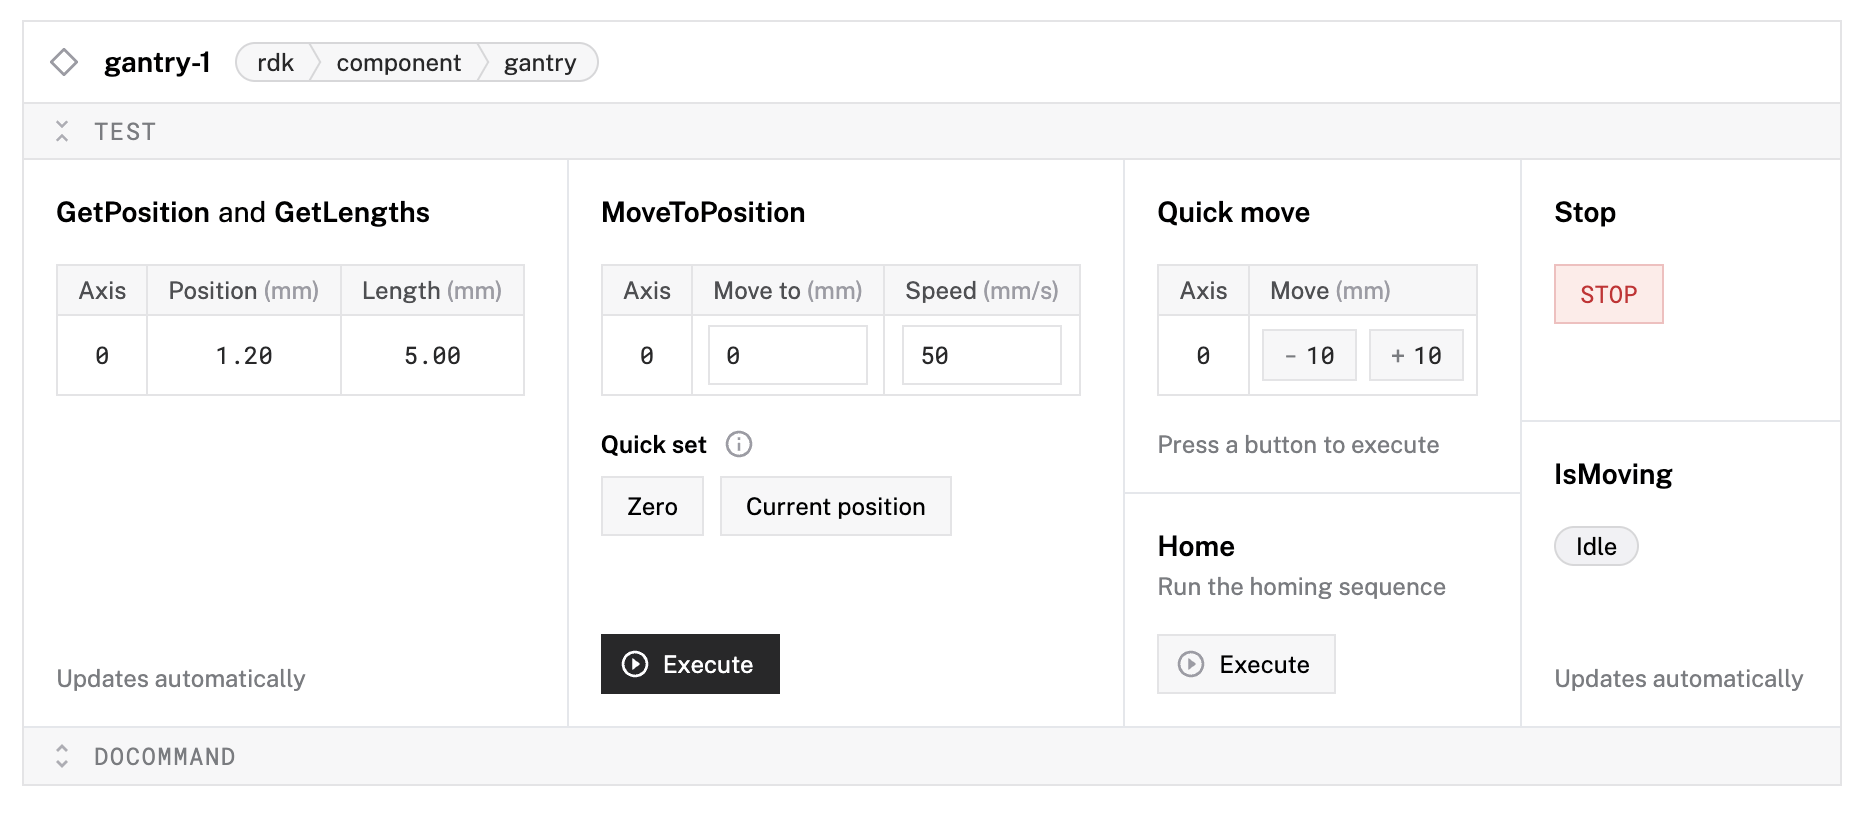 gantry-1 rdk component gantry
TEST
GetPosition and GetLengths
Axis Position (mm) Length (mm)
0 1.20 5.00
Updates automatically
MoveToPosition
Axis Move to (mm) Speed (mm/s)
0 0 50
Quick set
Zero Current position
Execute
Quick move
Axis Move (mm)
0 - 10 + 10
Press a button to execute
Home
Run the homing sequence
Execute
Stop
STOP
IsMoving
Idle
Updates automatically
DOCOMMAND